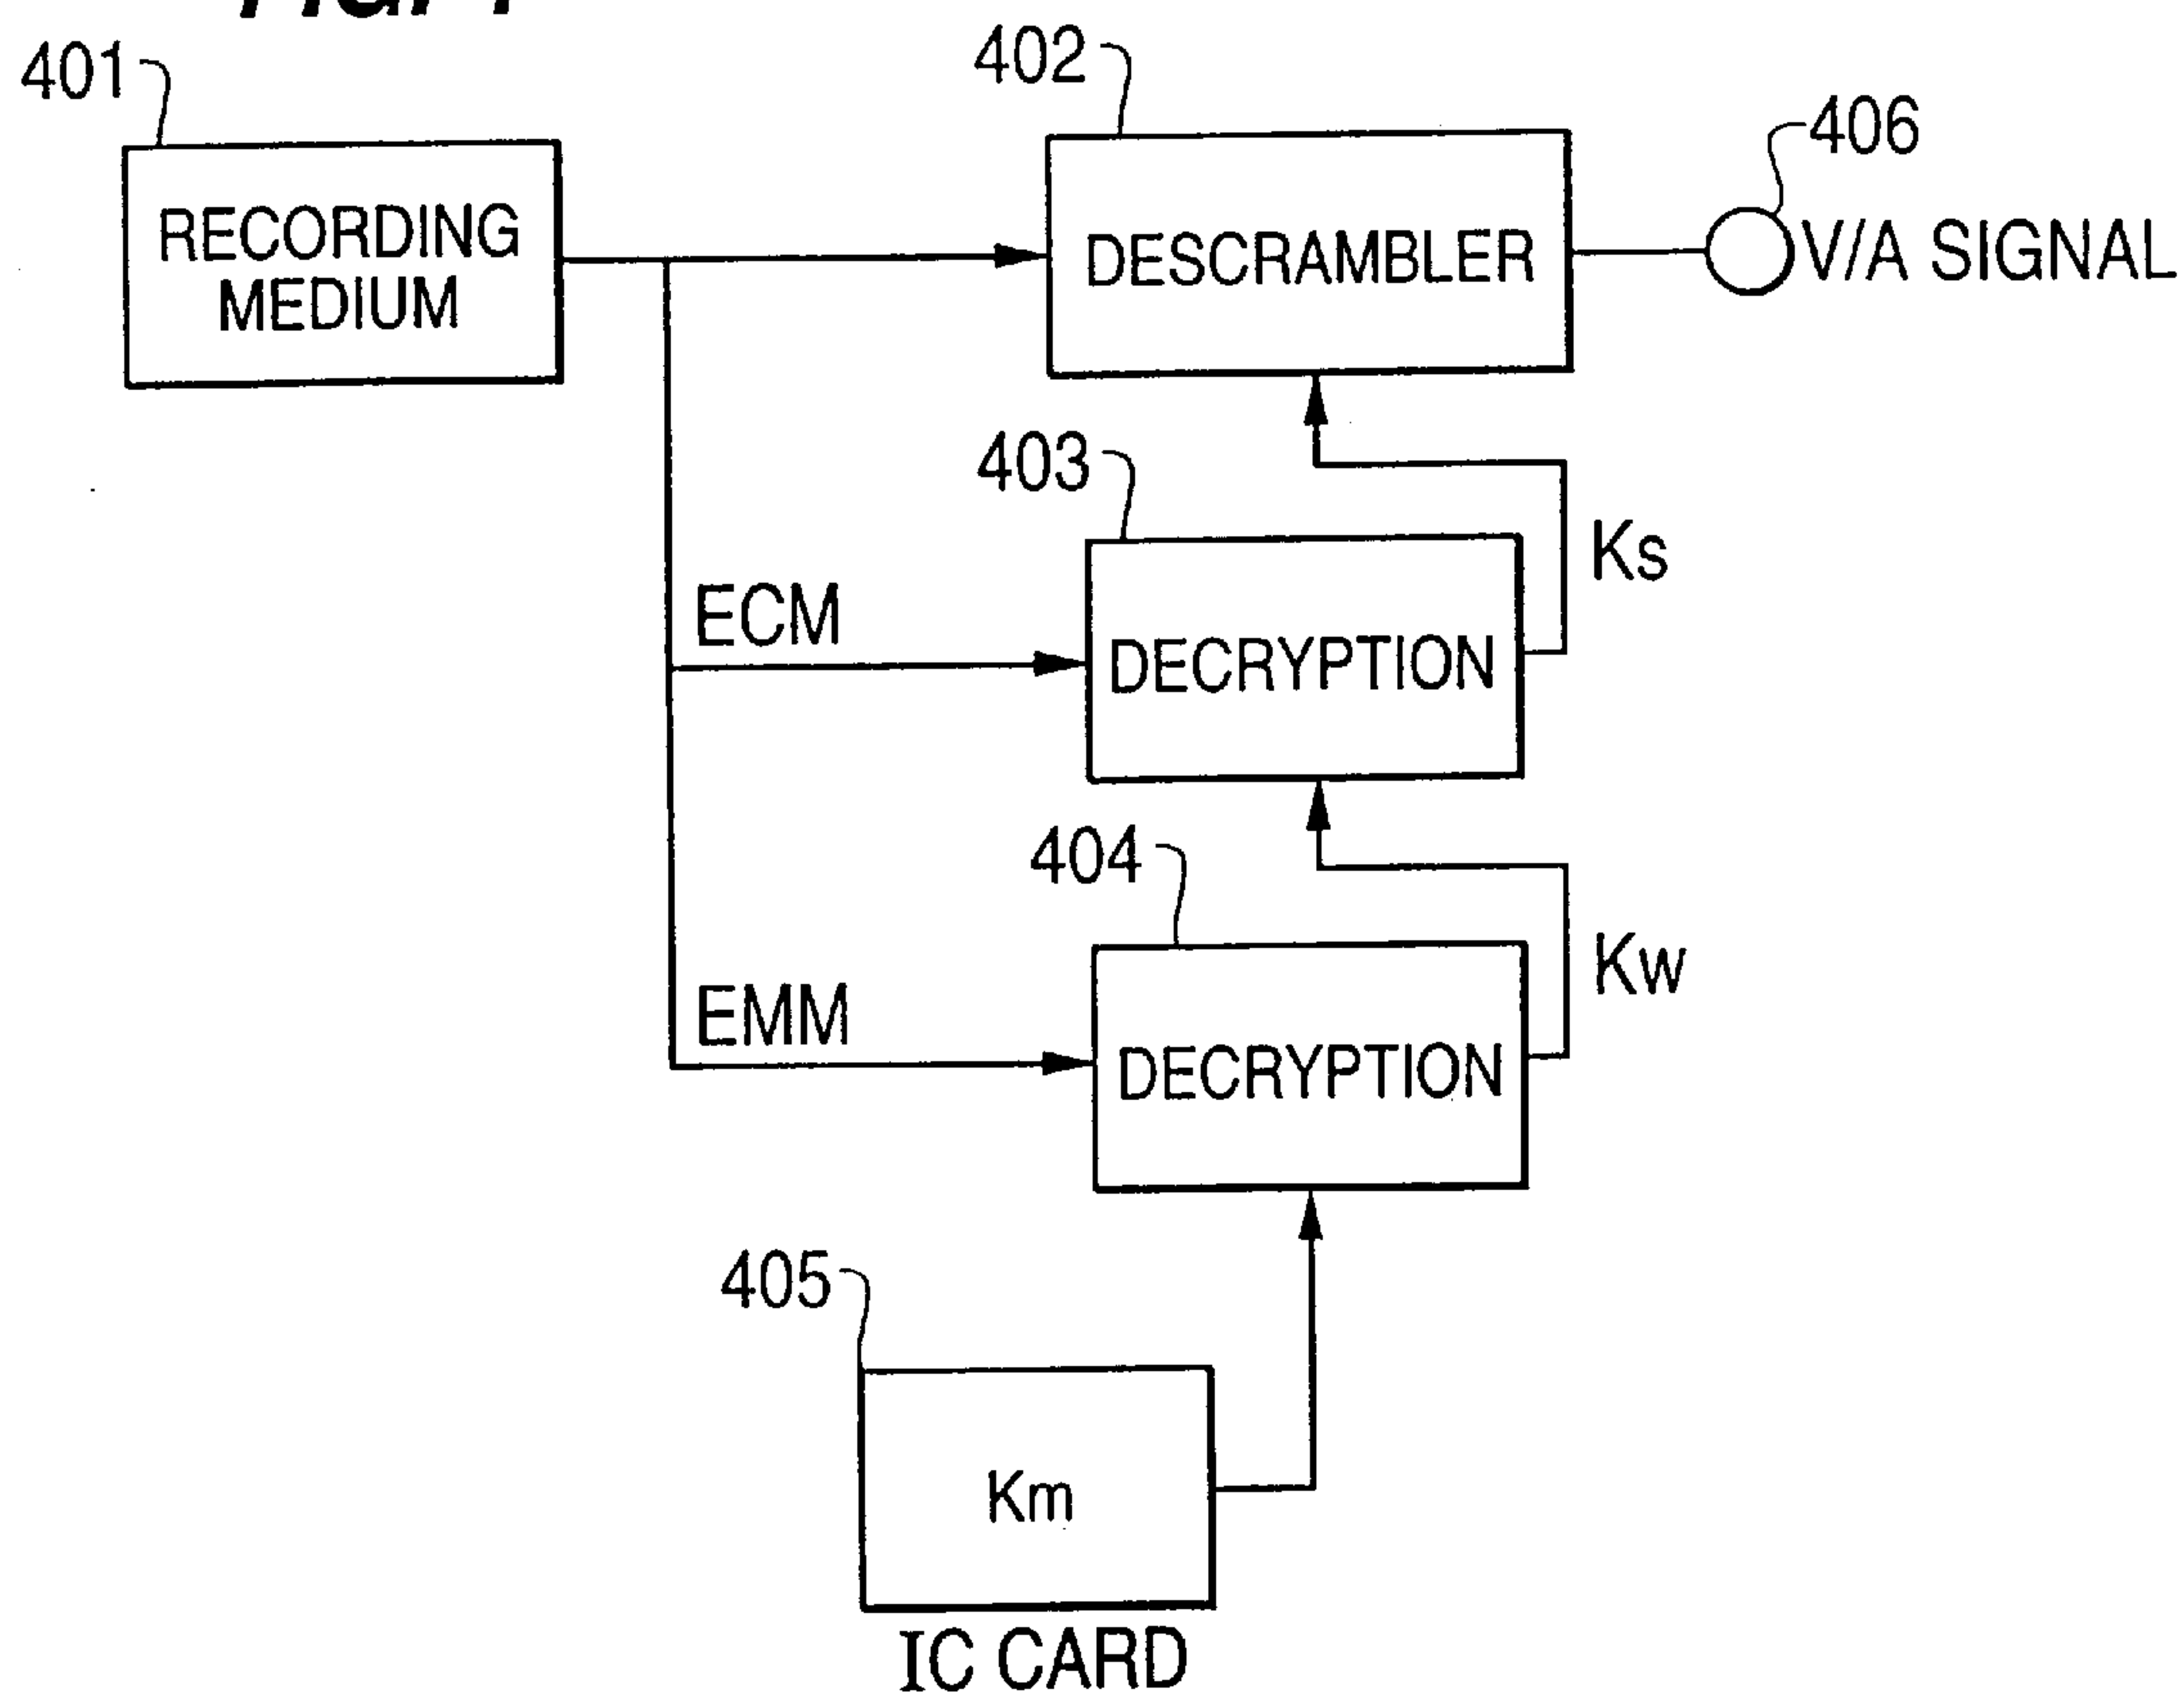 401
402
406
RECORDING
MEDIUM
DESCRAMBLER
V/A SIGNAL
403
Ks
ECM
DECRYPTION
404
Kw
EMM
DECRYPTION
405
Km
IC CARD